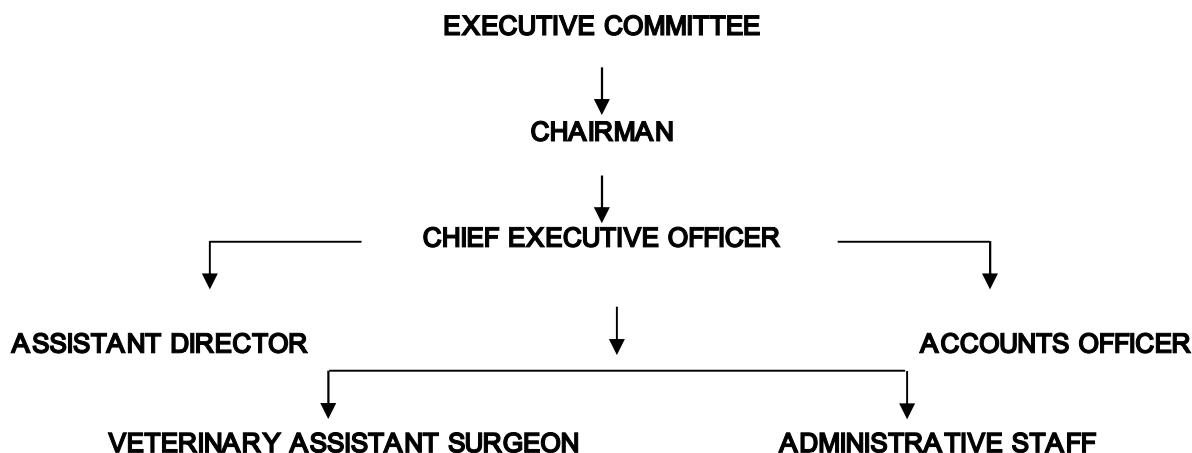 EXECUTIVE COMMITTEE
CHAIRMAN
CHIEF EXECUTIVE OFFICER
ASSISTANT DIRECTOR
ACCOUNTS OFFICER
VETERINARY ASSISTANT SURGEON
ADMINISTRATIVE STAFF